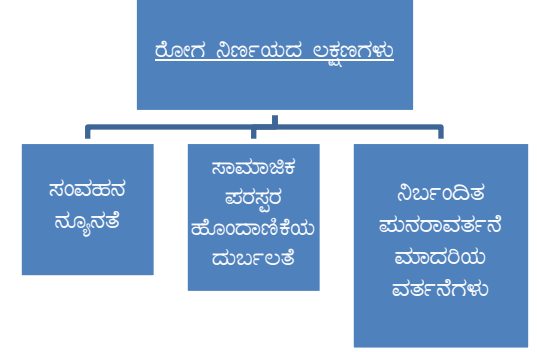 ರೋಗ ನಿರ್ಣಯದ ಲಕ್ಷಣಗಳು
ಸಂವಹನ
ನ್ಯೂನತೆ
ಸಾಮಾಜಿಕ
ಪರಸ್ಪರ
ಹೊಂದಾಣಿಕೆಯ
ದುರ್ಬಲತೆ
ನಿರ್ಬಂದಿತ
ಪುನರಾವರ್ತನೆ
ಮಾದರಿಯ
ವರ್ತನೆಗಳು